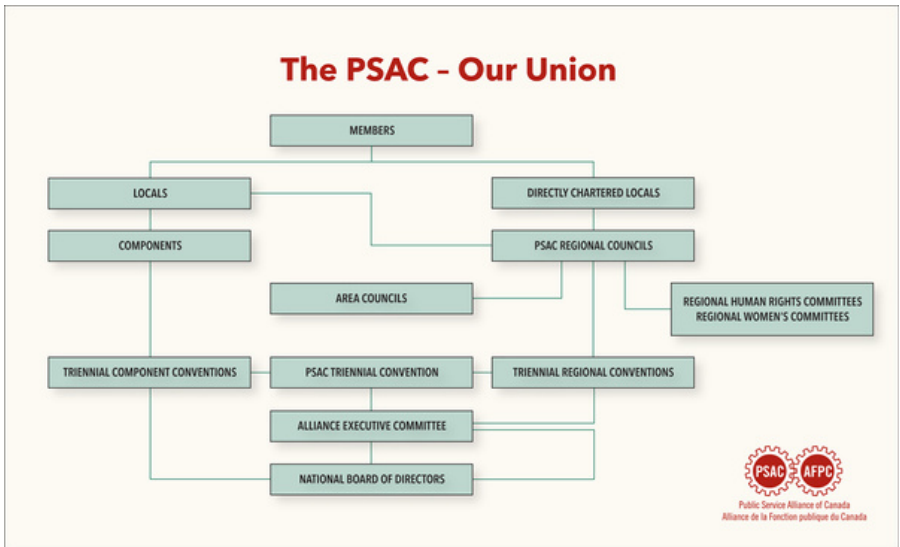 The PSAC – Our Union
MEMBERS
LOCALS
DIRECTLY CHARTERED LOCALS
COMPONENTS
PSAC REGIONAL COUNCILS
AREA COUNCILS
REGIONAL HUMAN RIGHTS COMMITTEES
REGIONAL WOMEN'S COMMITTEES
TRIENNIAL COMPONENT CONVENTIONS
PSAC TRIENNIAL CONVENTION
TRIENNIAL REGIONAL CONVENTIONS
ALLIANCE EXECUTIVE COMMITTEE
NATIONAL BOARD OF DIRECTORS
PSAC AFPC
Public Service Alliance of Canada
Alliance de la Fonction publique du Canada